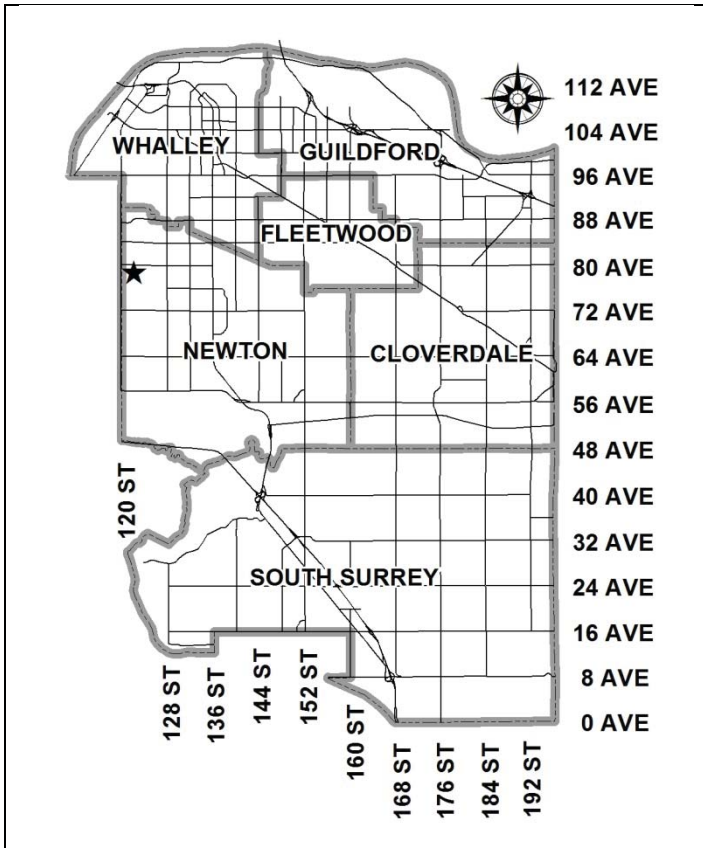 112 AVE
104 AVE
WHALLEY
GUILDFORD
96 AVE
88 AVE
FLEETWOOD
80 AVE
72 AVE
NEWTON
CLOVERDALE
64 AVE
56 AVE
48 AVE
120 ST
40 AVE
32 AVE
SOUTH SURREY
24 AVE
16 AVE
128 ST
136 ST
144 ST
152 ST
160 ST
8 AVE
0 AVE
168 ST
176 ST
184 ST
192 ST